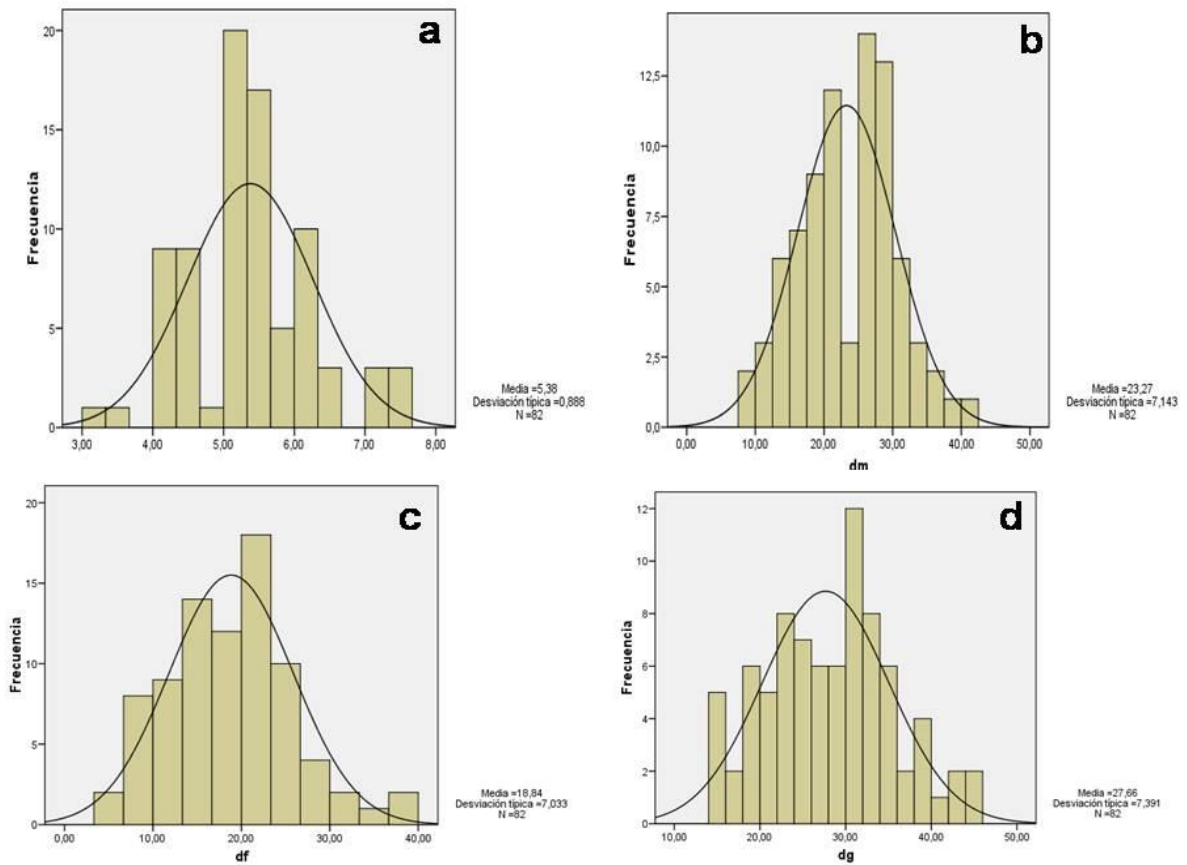 a
Frecuencia
20
15
10
5
0
3,00 4,00 5,00 6,00 7,00 8,00
Media =5,38
Desviación típica =0,888
N =82
b
Frecuencia
12,5
10,0
7,5
5,0
2,5
0,0
0,00 10,00 20,00 30,00 40,00 50,00
dm
Media =23,27
Desviación típica =7,143
N =82
c
Frecuencia
20
15
10
5
0
0,00 10,00 20,00 30,00 40,00
df
Media =18,84
Desviación típica =7,033
N =82
d
Frecuencia
12
10
8
6
4
2
0
10,00 20,00 30,00 40,00 50,00
dg
Media =27,66
Desviación típica =7,391
N =82